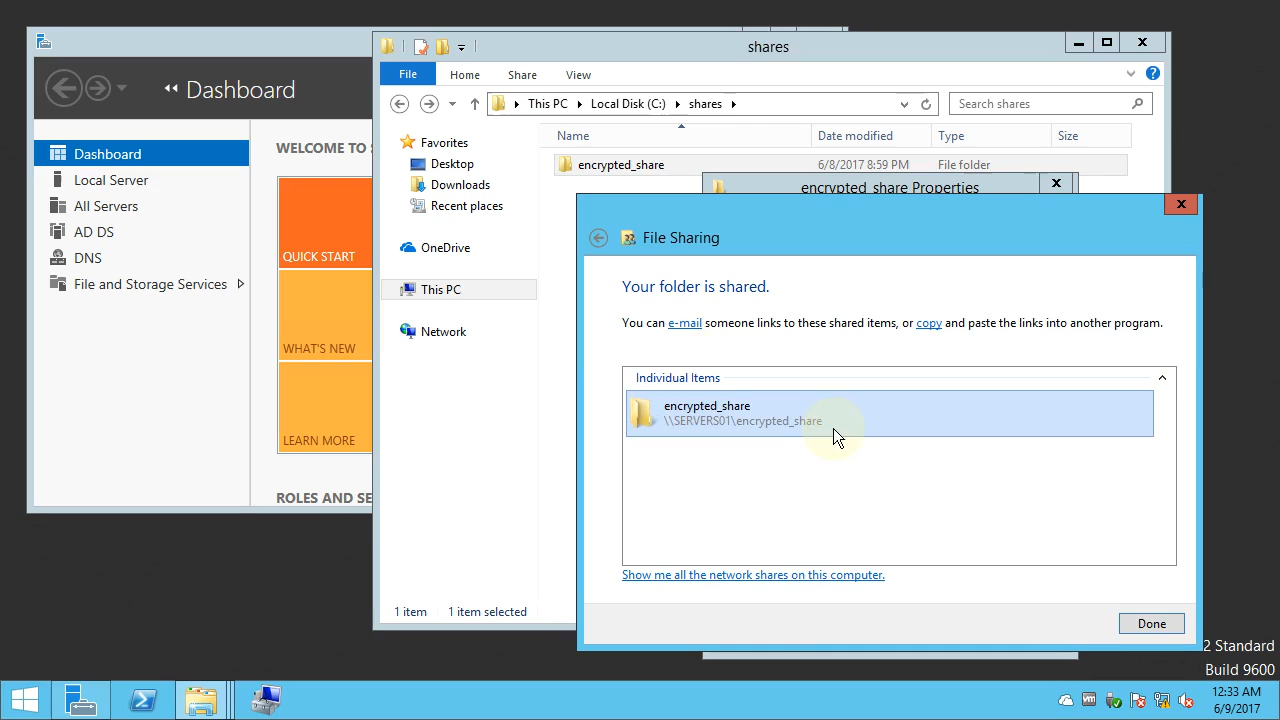 Dashboard
Dashboard
Local Server
All Servers
AD DS
DNS
File and Storage Services
WELCOME TO S
QUICK START
WHAT'S NEW
LEARN MORE
ROLES AND SE
shares
File
Home
Share
View
This PC
Local Disk (C:)
shares
Search shares
Favorites
Desktop
Downloads
Recent places
OneDrive
This PC
Network
Name
Date modified
Type
Size
encrypted_share
6/8/2017 8:59 PM
File folder
1 item
1 item selected
encrypted_share Properties
File Sharing
Your folder is shared.
You can e-mail someone links to these shared items, or copy and paste the links into another program.
Individual Items
encrypted_share
\\SERVERS01\encrypted_share
Show me all the network shares on this computer.
Done
2 Standard
Build 9600
12:33 AM
6/9/2017